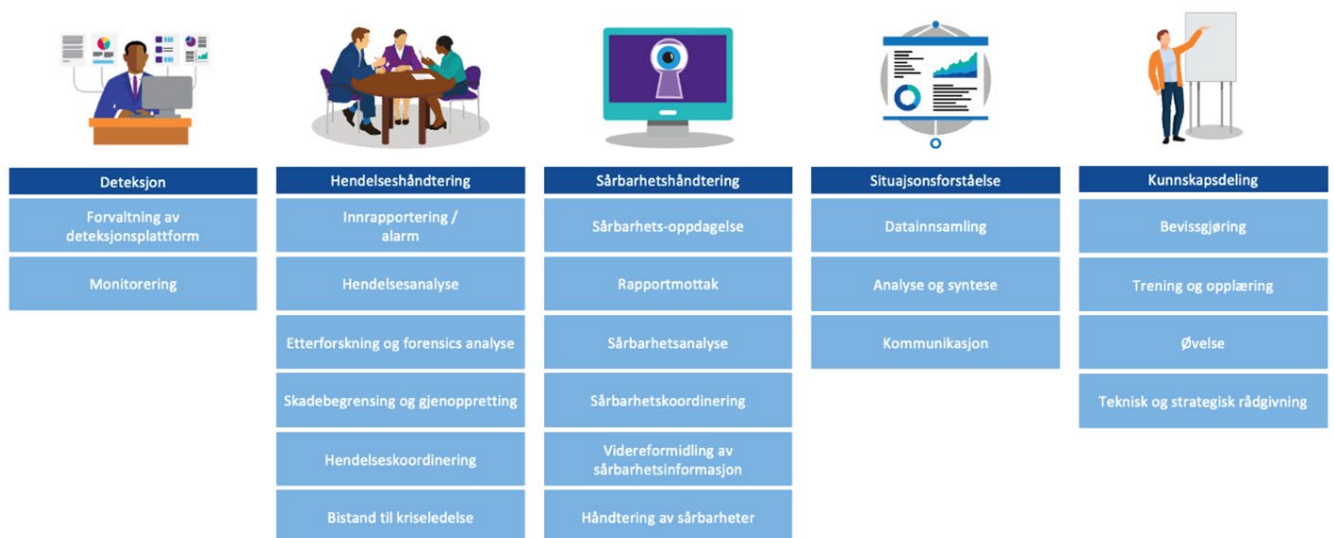 Deteksjon
Forvaltning av
deteksjonsplattform
Monitorering
Hendelseshåndtering
Innrapportering /
alarm
Hendelsesanalyse
Etterforskning og forensics analyse
Skadebegrensing og gjenoppretting
Hendelseskoordinering
Bistand til kriseledelse
Sårbarhetshåndtering
Sårbarhets-oppdagelse
Rapportmottak
Sårbarhetsanalyse
Sårbarhetskoordinering
Videreformidling av
sårbarhetsinformasjon
Håndtering av sårbarheter
Situajsonsforståelse
Datainnsamling
Analyse og syntese
Kommunikasjon
Kunnskapsdeling
Bevissgjøring
Trening og opplæring
Øvelse
Teknisk og strategisk rådgivning